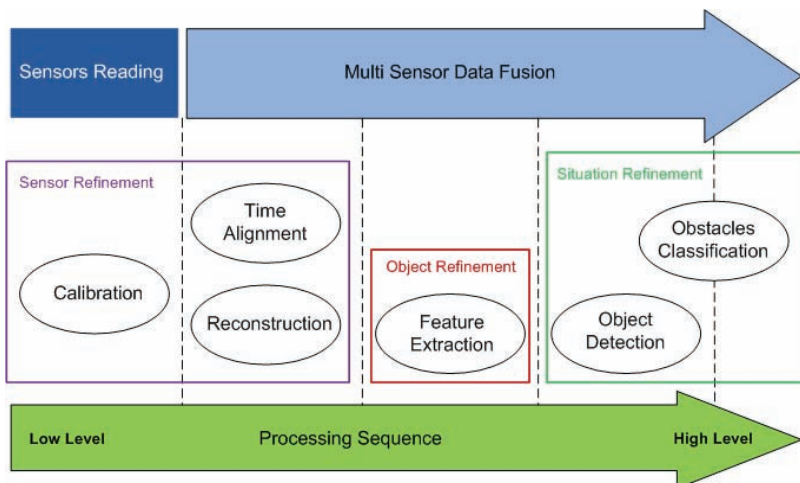 Sensors Reading
Multi Sensor Data Fusion
Sensor Refinement
Time
Alignment
Calibration
Reconstruction
Object Refinement
Feature
Extraction
Situation Refinement
Obstacles
Classification
Object
Detection
Low Level
Processing Sequence
High Level